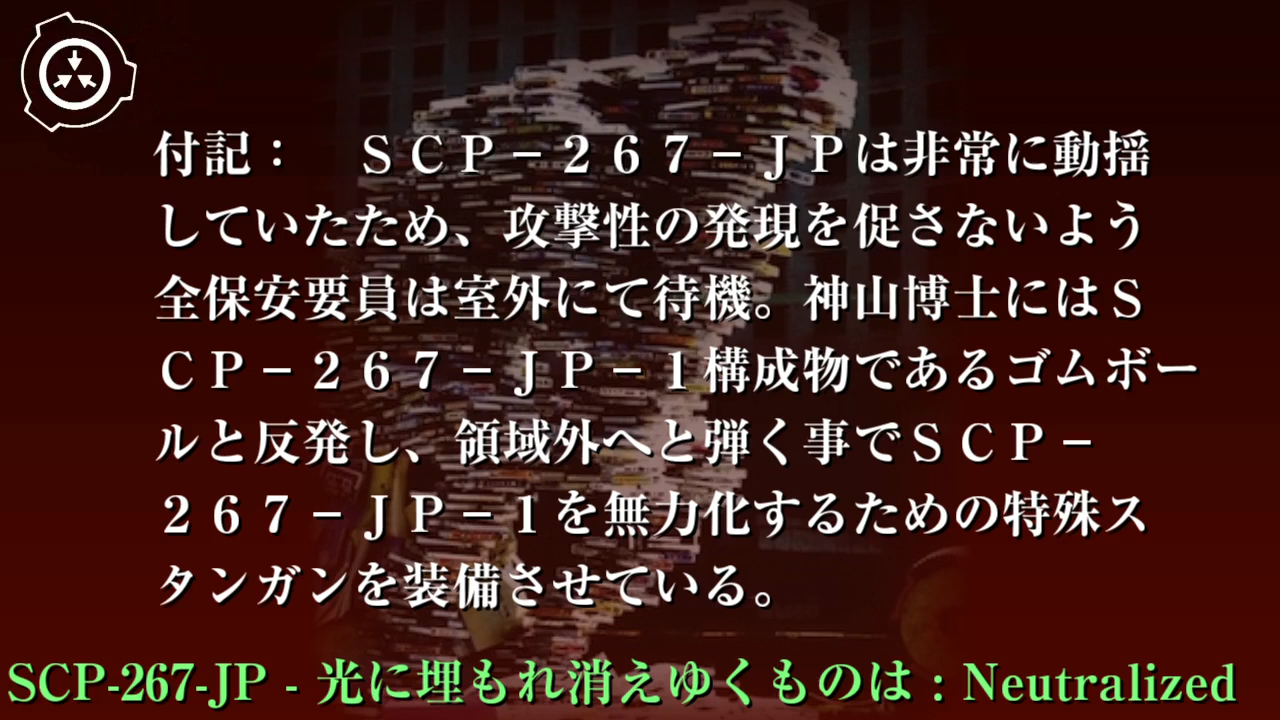 付記：　ＳＣＰ－２６７－ＪＰは非常に動揺
していたため、攻撃性の発現を促さないよう
全保安要員は室外にて待機。神山博士にはＳ
ＣＰ－２６７－ＪＰ－１構成物であるゴムボー
ルと反発し、領域外へと弾く事でＳＣＰ－
２６７－ＪＰ－１を無力化するための特殊ス
タンガンを装備させている。
SCP-267-JP - 光に埋もれ消えゆくものは : Neutralized